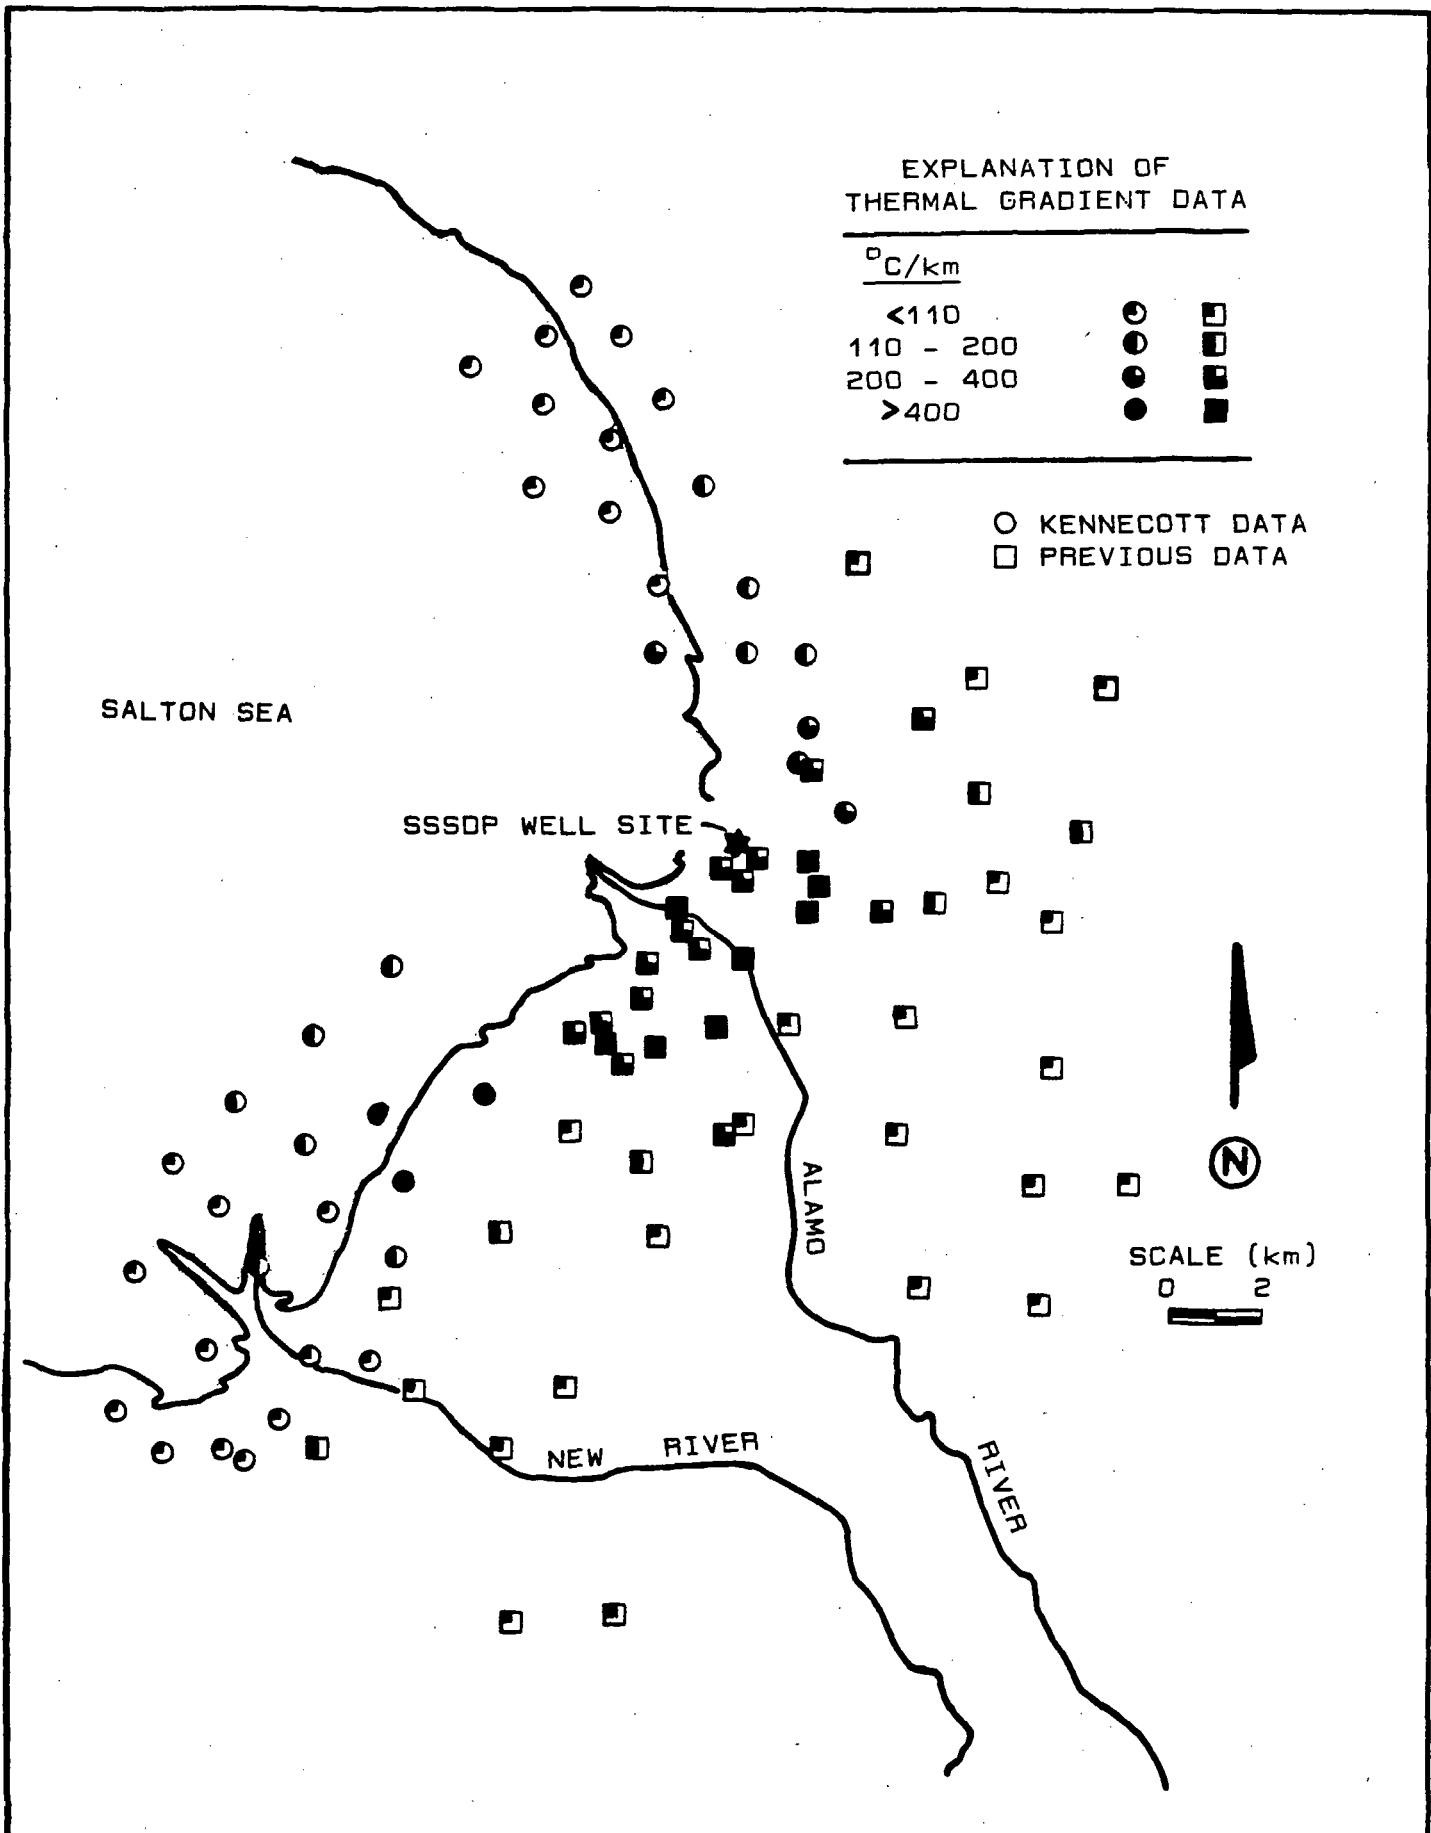 EXPLANATION OF
THERMAL GRADIENT DATA
°C/km
<110
110 - 200
200 - 400
>400
KENNECOTT DATA
PREVIOUS DATA
SALTON SEA
SSSDP WELL SITE
ALAMO
RIVER
N
SCALE (km)
0 2
NEW RIVER